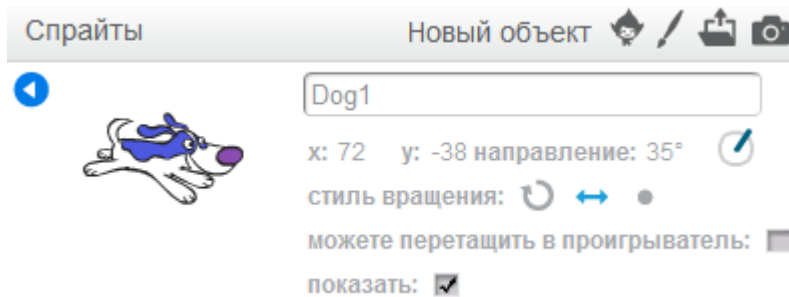 Спрайты Новый объект
Dog1
x: 72 y: -38 направление: 35°
стиль вращения:
можете перетащить в проигрыватель:
показать: